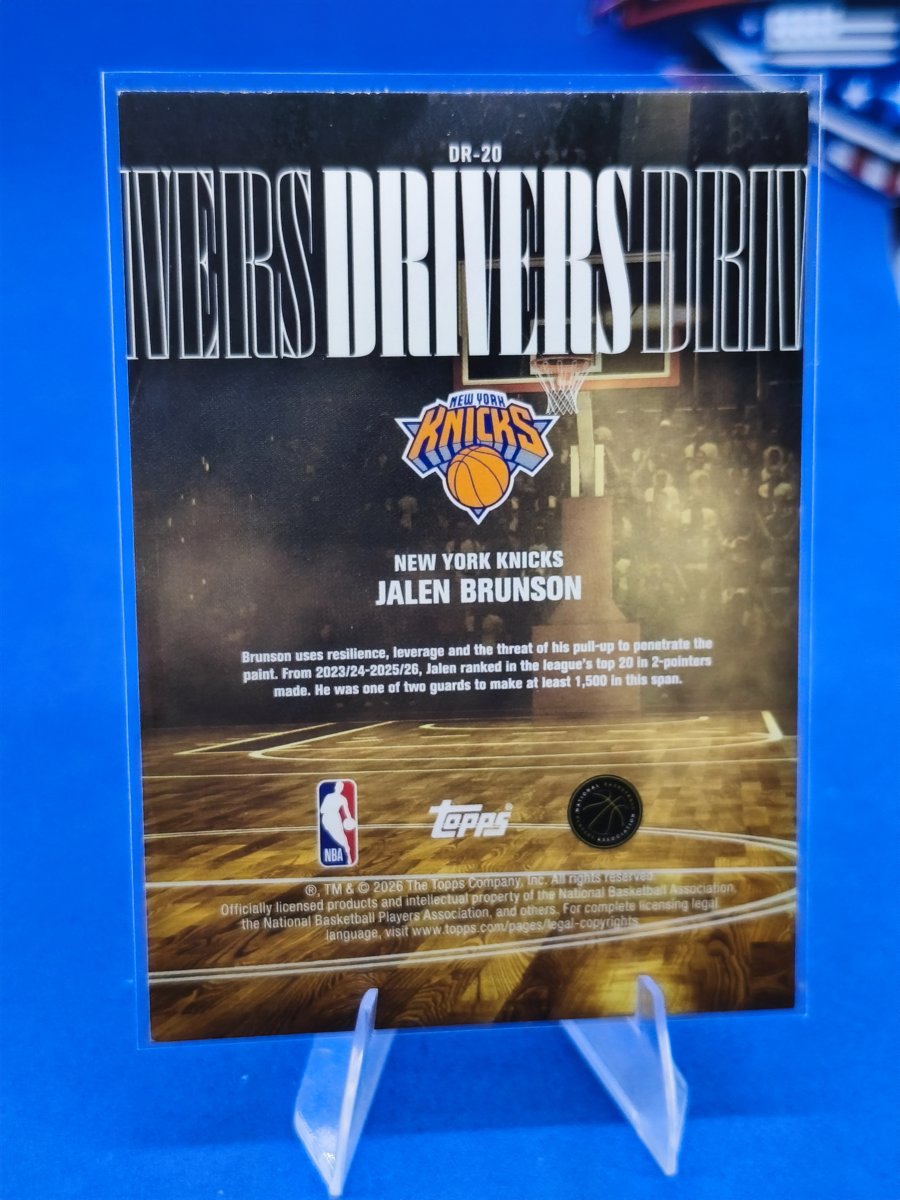 DR-20
IVERS DRIVERS DRIV
NEW YORK
KNICKS
NEW YORK KNICKS
JALEN BRUNSON
Brunson uses resilience, leverage and the threat of his pull-up to penetrate the
paint. From 2023/24-2025/26, Jalen ranked in the league's top 20 in 2-pointers
made. He was one of two guards to make at least 1,500 in this span.
NBA
Topps®
NATIONAL BASKETBALL PLAYERS ASSOCIATION
®, TM & © 2026 The Topps Company, Inc. All rights reserved.
Officially licensed products and intellectual property of the National Basketball Association,
the National Basketball Players Association, and others. For complete licensing legal
language, visit www.topps.com/pages/legal-copyrights